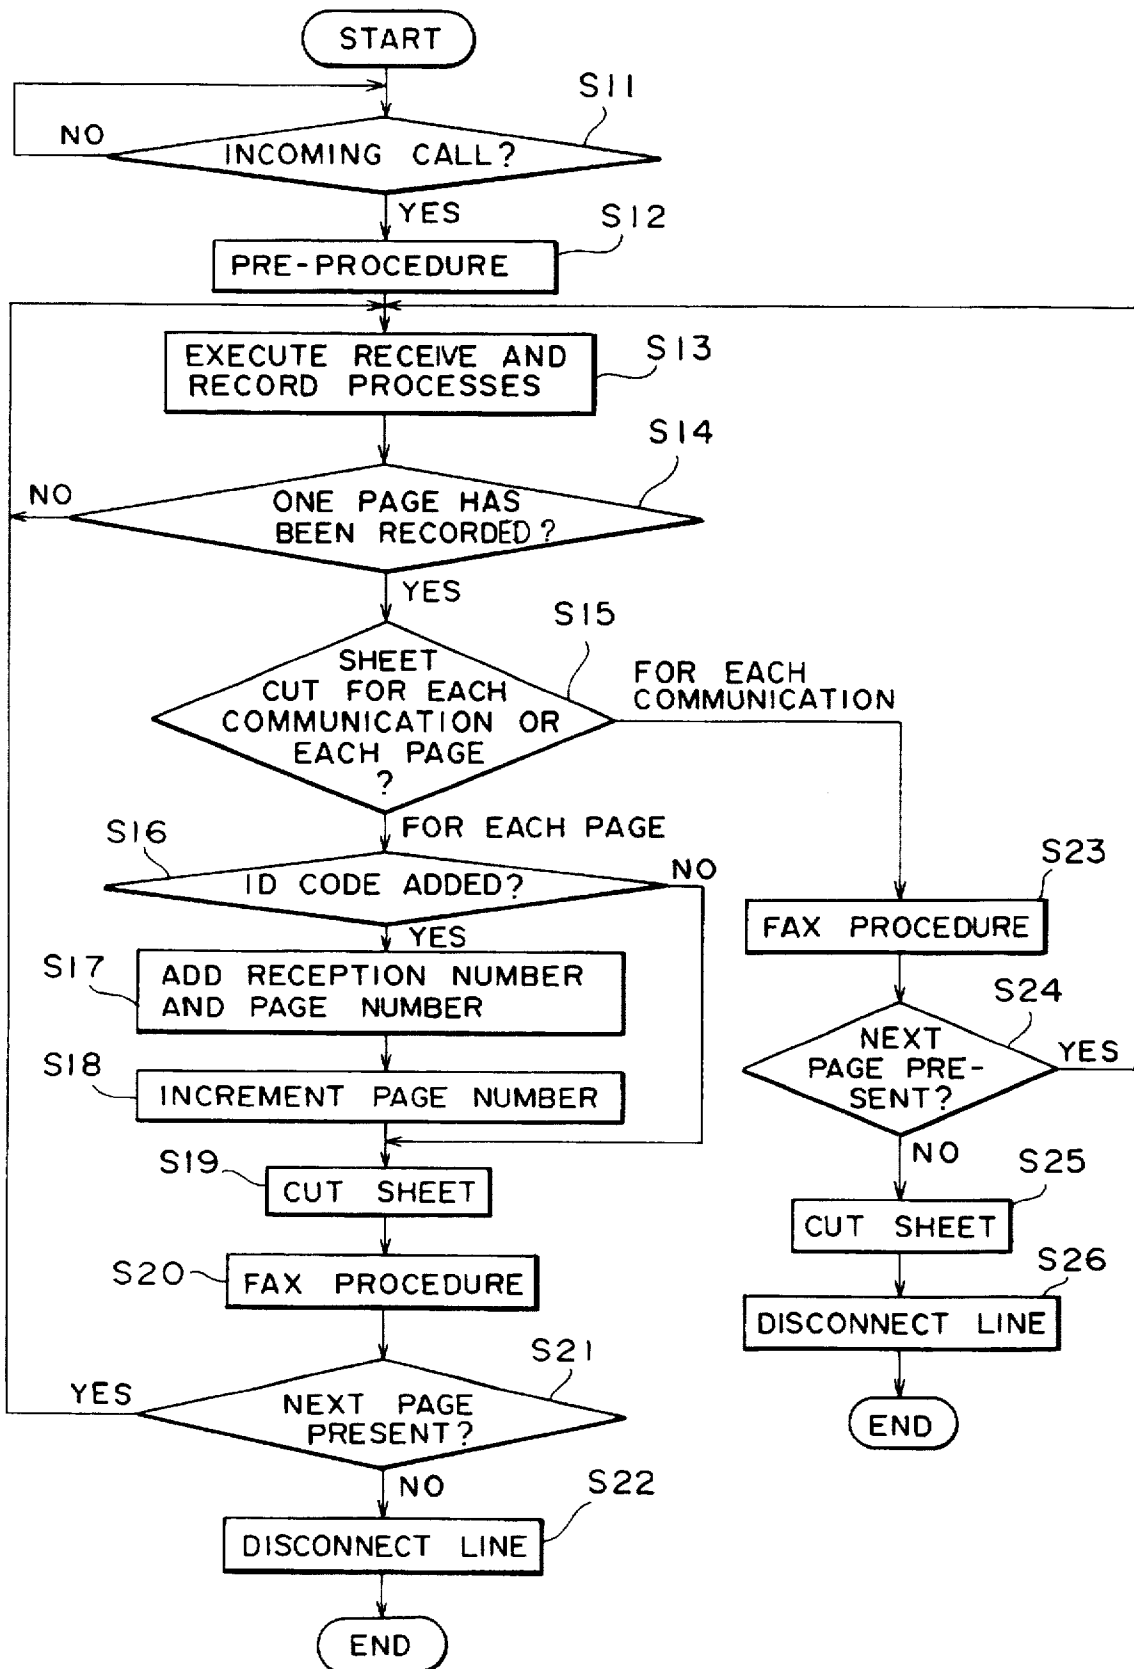 START
S11
NO
INCOMING CALL?
YES
S12
PRE-PROCEDURE
EXECUTE RECEIVE AND
RECORD PROCESSES
S13
S14
NO
ONE PAGE HAS
BEEN RECORDED?
YES
S15
SHEET
CUT FOR EACH
COMMUNICATION OR
EACH PAGE
?
FOR EACH
COMMUNICATION
FOR EACH PAGE
S16
ID CODE ADDED?
NO
YES
S17
ADD RECEPTION NUMBER
AND PAGE NUMBER
S18
INCREMENT PAGE NUMBER
S19
CUT SHEET
S20
FAX PROCEDURE
S21
YES
NEXT PAGE
PRESENT?
NO
S22
DISCONNECT LINE
END
S23
FAX PROCEDURE
S24
NEXT
PAGE PRE-
SENT?
YES
NO
S25
CUT SHEET
S26
DISCONNECT LINE
END